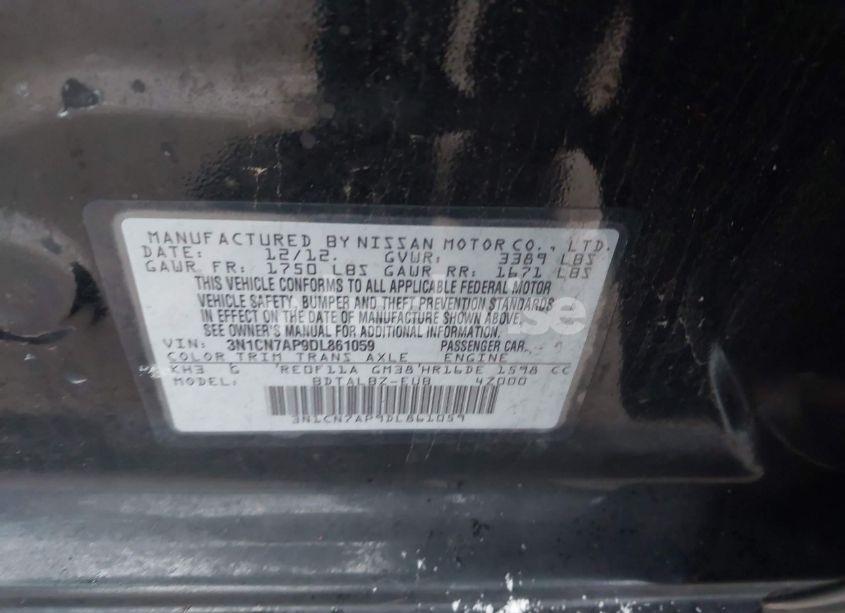 MANUFACTURED BY NISSAN MOTOR CO., LTD.
DATE: 12/12. GVWR: 3389 LBS
GAWR FR: 1750 LBS GAWR RR: 1671 LBS
THIS VEHICLE CONFORMS TO ALL APPLICABLE FEDERAL MOTOR
VEHICLE SAFETY, BUMPER AND THEFT PREVENTION STANDARDS
IN EFFECT ON THE DATE OF MANUFACTURE SHOWN ABOVE.
SEE OWNER'S MANUAL FOR ADDITIONAL INFORMATION.
VIN: 3N1CN7AP9DL861059 PASSENGER CAR.
COLOR TRIM TRANS AXLE ENGINE
KH3 G RE0F11A GM38 HR16DE 1598 CC
MODEL: BDTALBZ-EUB 42000
3N1CN7AP9DL861059